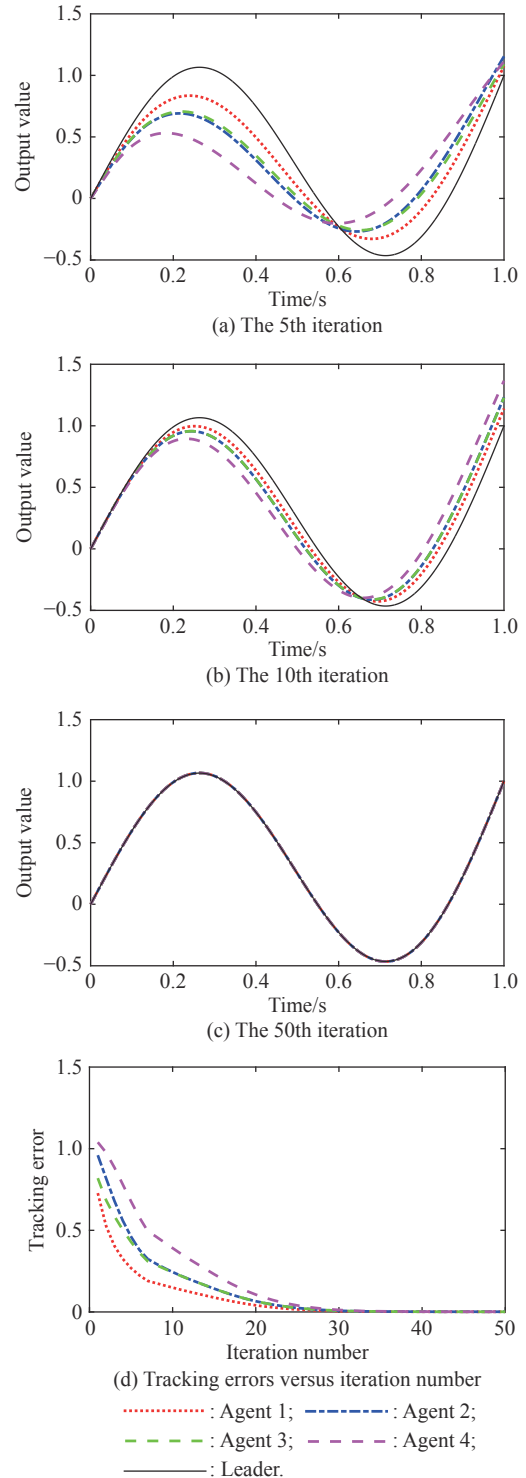 1.5
1.0
0.5
0
−0.5
Output value
0 0.2 0.4 0.6 0.8 1.0
Time/s
(a) The 5th iteration
1.5
1.0
0.5
0
−0.5
Output value
0 0.2 0.4 0.6 0.8 1.0
Time/s
(b) The 10th iteration
1.5
1.0
0.5
0
−0.5
Output value
0 0.2 0.4 0.6 0.8 1.0
Time/s
(c) The 50th iteration
1.5
1.0
0.5
0
Tracking error
0 10 20 30 40 50
Iteration number
(d) Tracking errors versus iteration number
: Agent 1; : Agent 2;
: Agent 3; : Agent 4;
: Leader.